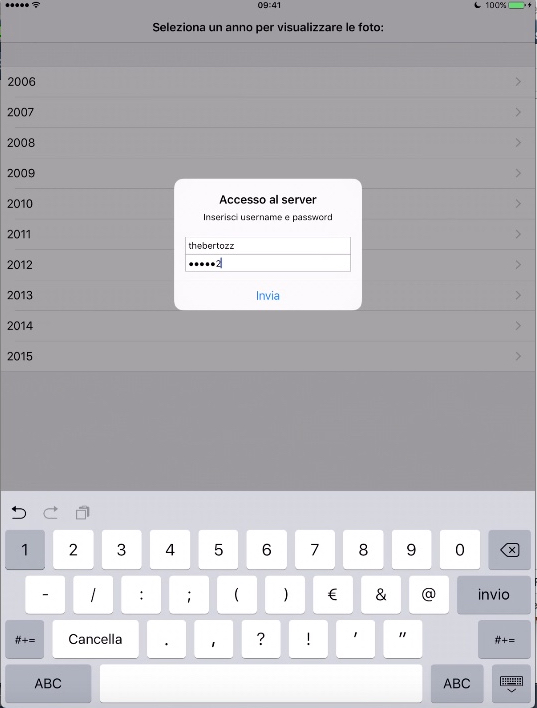 09:41
100%
Seleziona un anno per visualizzare le foto:
2006
2007
2008
2009
2010
2011
2012
2013
2014
2015
Accesso al server
Inserisci username e password
thebertozz
●●●●●2
Invia
1 2 3 4 5 6 7 8 9 0
- / : ; ( ) € & @ invio
#+= Cancella . , ? ! ’ ” #+=
ABC ABC